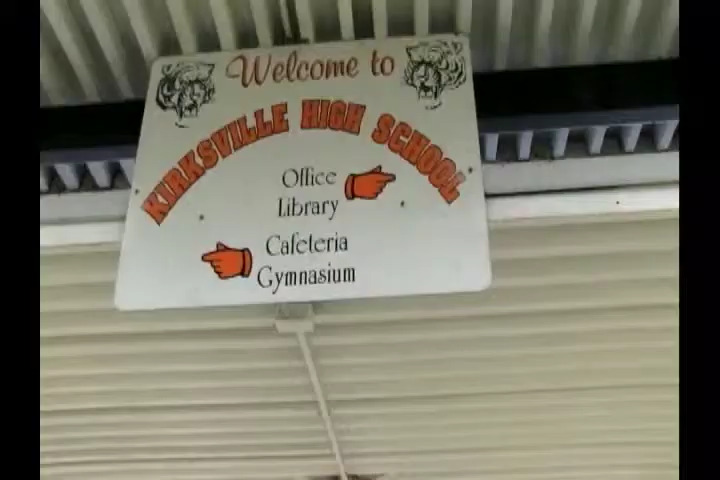 Welcome to
KIRKSVILLE HIGH SCHOOL
Office
Library
Cafeteria
Gymnasium